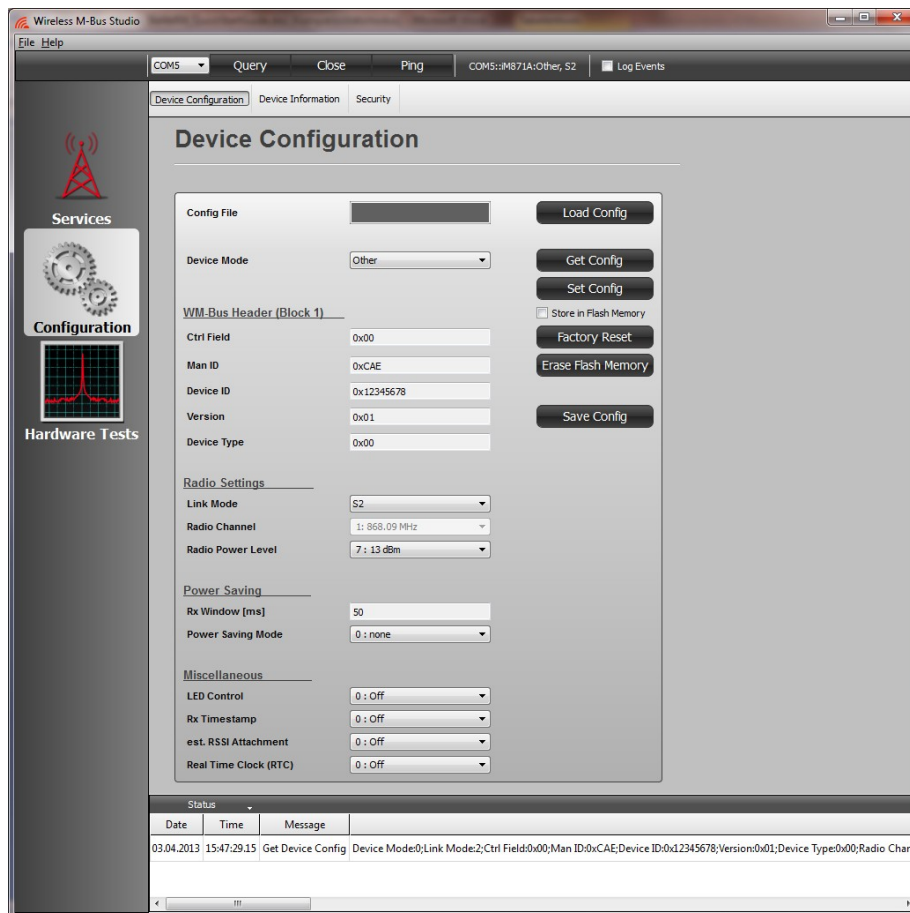 Wireless M-Bus Studio
File Help
COM5 Query Close Ping COM5::iM871A:Other, S2 Log Events
Device Configuration Device Information Security
Services
Configuration
Hardware Tests
Device Configuration
Config File Load Config
Device Mode Other Get Config
Set Config
WM-Bus Header (Block 1) Store in Flash Memory
Ctrl Field 0x00 Factory Reset
Man ID 0xCAE Erase Flash Memory
Device ID 0x12345678
Version 0x01 Save Config
Device Type 0x00
Radio Settings
Link Mode S2
Radio Channel 1: 868.09 MHz
Radio Power Level 7 : 13 dBm
Power Saving
Rx Window [ms] 50
Power Saving Mode 0 : none
Miscellaneous
LED Control 0 : Off
Rx Timestamp 0 : Off
est. RSSI Attachment 0 : Off
Real Time Clock (RTC) 0 : Off
Status
Date Time Message
03.04.2013 15:47:29.15 Get Device Config Device Mode:0;Link Mode:2;Ctrl Field:0x00;Man ID:0xCAE;Device ID:0x12345678;Version:0x01;Device Type:0x00;Radio Char